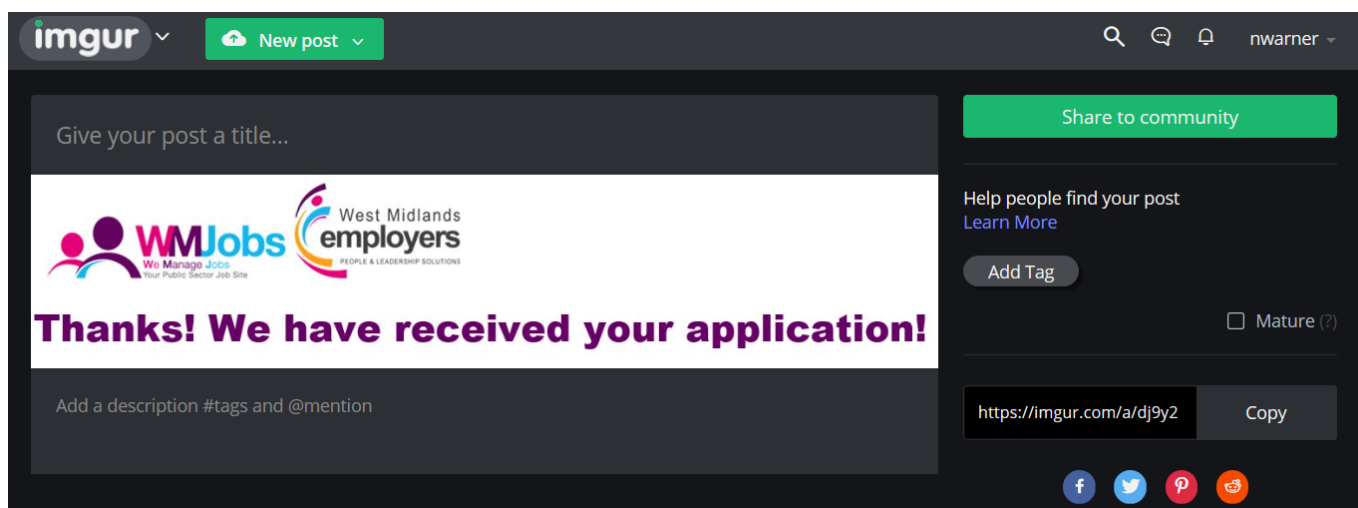 imgur
New post
nwarner
Give your post a title...
Share to community
WMJobs
We Manage Jobs
Your Public Sector Job Site
West Midlands
employers
PEOPLE & LEADERSHIP SOLUTIONS
Thanks! We have received your application!
Add a description #tags and @mention
Help people find your post
Learn More
Add Tag
Mature (?)
https://imgur.com/a/dj9y2
Copy